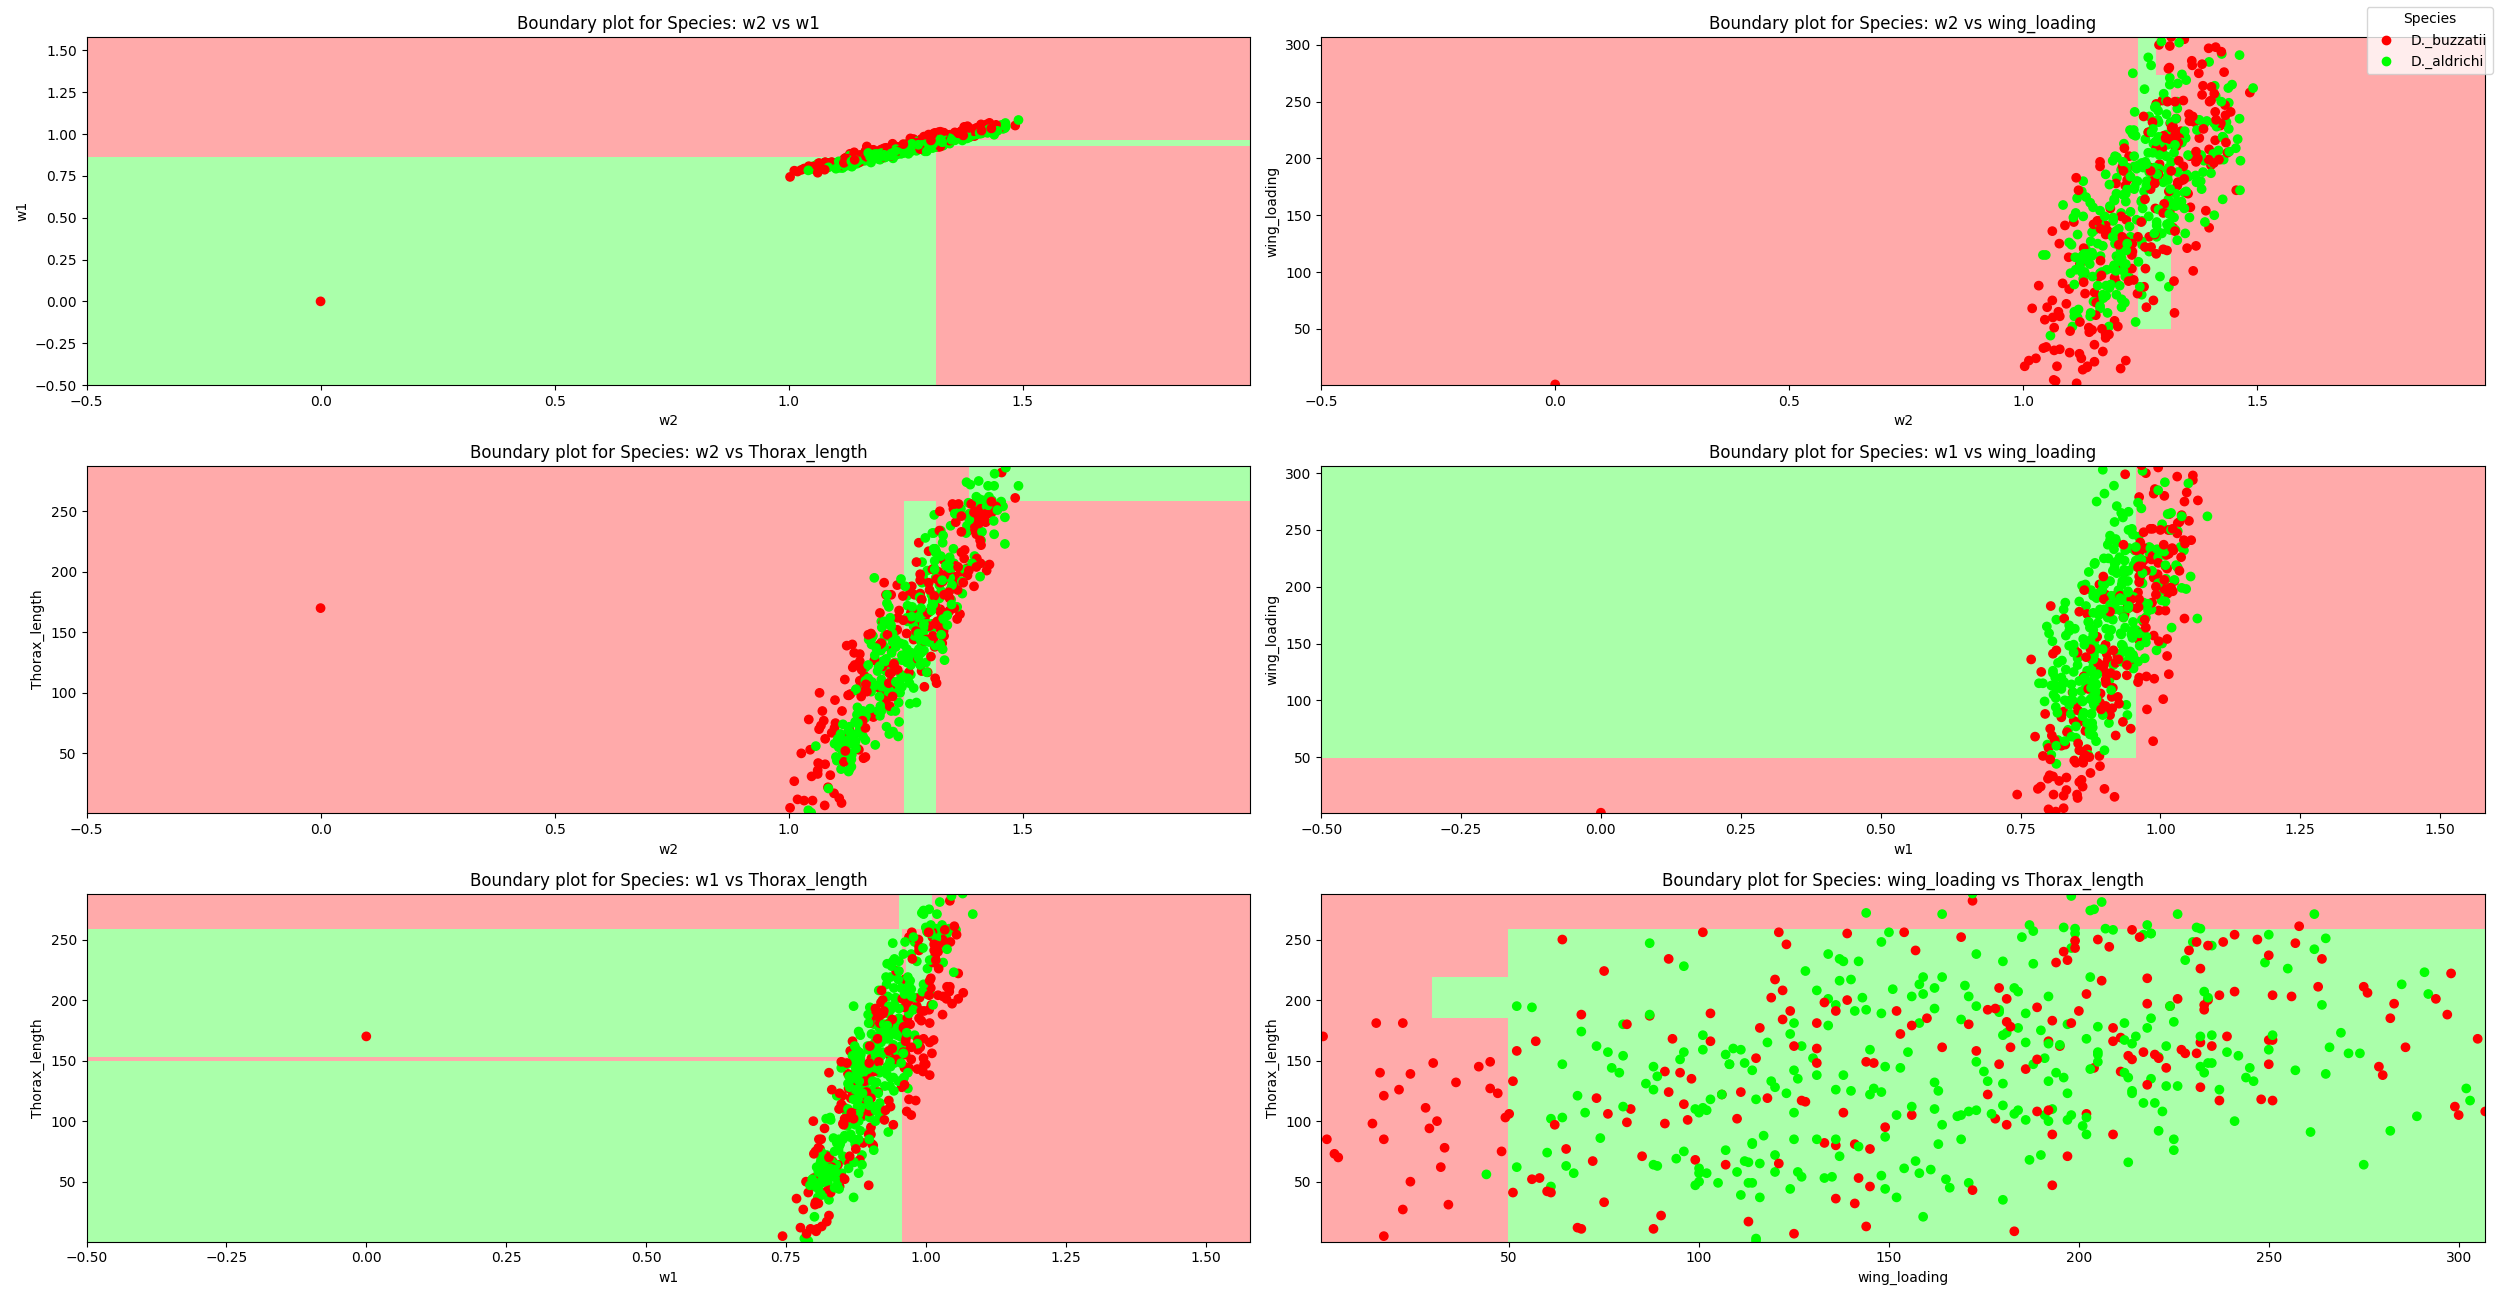 Boundary plot for Species: w2 vs w1
1.50
1.25
1.00
0.75
0.50
0.25
0.00
−0.25
−0.50
w1
−0.5 0.0 0.5 1.0 1.5
w2
Boundary plot for Species: w2 vs wing_loading
Species
D._buzzatii
D._aldrichi
300
250
200
150
100
50
wing_loading
−0.5 0.0 0.5 1.0 1.5
w2
Boundary plot for Species: w2 vs Thorax_length
250
200
150
100
50
Thorax_length
−0.5 0.0 0.5 1.0 1.5
w2
Boundary plot for Species: w1 vs wing_loading
300
250
200
150
100
50
wing_loading
−0.50 −0.25 0.00 0.25 0.50 0.75 1.00 1.25 1.50
w1
Boundary plot for Species: w1 vs Thorax_length
250
200
150
100
50
Thorax_length
−0.50 −0.25 0.00 0.25 0.50 0.75 1.00 1.25 1.50
w1
Boundary plot for Species: wing_loading vs Thorax_length
250
200
150
100
50
Thorax_length
50 100 150 200 250 300
wing_loading